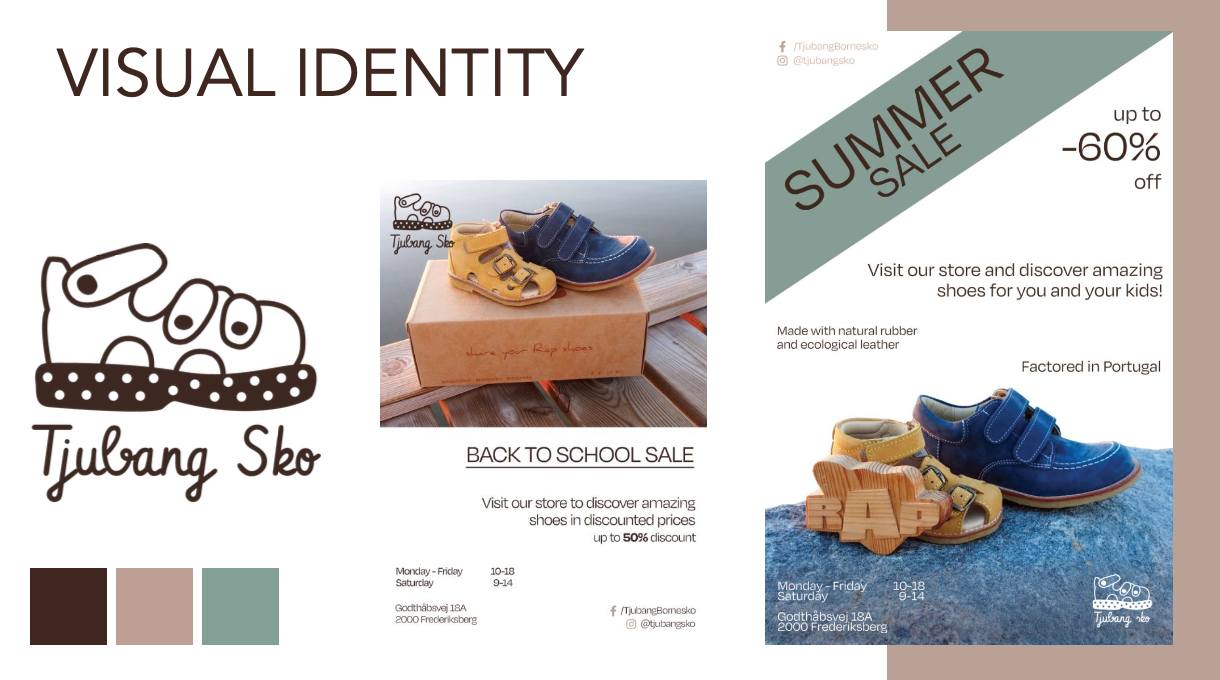 VISUAL IDENTITY
Tjubang Sko
Tjubang Sko
share your Rap shoes
BACK TO SCHOOL SALE
Visit our store to discover amazing
shoes in discounted prices
up to 50% discount
Monday - Friday 10-18
Saturday 9-14
Godthåbsvej 18A
2000 Frederiksberg
/TjubangBornesko
@tjubangsko
/TjubangBornesko
@tjubangsko
SUMMER
SALE
up to
-60%
off
Visit our store and discover amazing
shoes for you and your kids!
Made with natural rubber
and ecological leather
Factored in Portugal
RAP
Monday - Friday 10-18
Saturday 9-14
Godthåbsvej 18A
2000 Frederiksberg
Tjubang sko